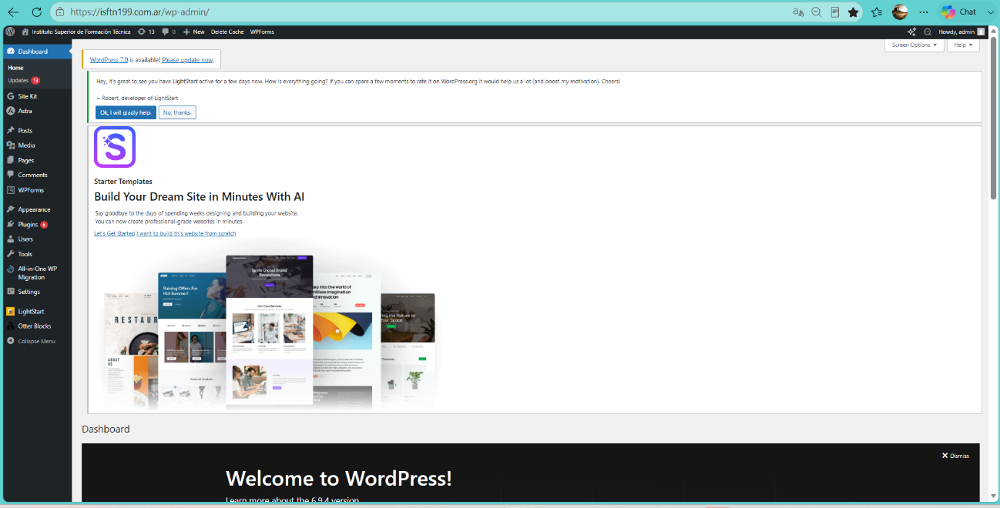 https://isftn199.com.ar/wp-admin/
Chat
Instituto Superior de Formación Técnica
13
0
New
Delete Cache
WPForms
Howdy, admin
Dashboard
Home
Updates 13
Site Kit
Astra
Posts
Media
Pages
Comments
WPForms
Appearance
Plugins 6
Users
Tools
All-in-One WP
Migration
Settings
LightStart
Otter Blocks
Collapse Menu
Screen Options
Help
WordPress 7.0 is available! Please update now.
Hey, it's great to see you have LightStart active for a few days now. How is everything going? If you can spare a few moments to rate it on WordPress.org it would help us a lot (and boost my motivation). Cheers!
~ Robert, developer of LightStart
Ok, I will gladly help.
No, thanks.
Starter Templates
Build Your Dream Site in Minutes With AI
Say goodbye to the days of spending weeks designing and building your website.
You can now create professional-grade websites in minutes.
Let's Get Started I want to build this website from scratch
RESTAUR
ABOUT
US
Raining Offers For
Hot Summer!
Featured Products
Ignite Global Brand
Revolutions
Our Core Services
ep into the world of
limitless imagination
and innovation
ing the Nature to
Your Space
Dashboard
Dismiss
Welcome to WordPress!
Learn more about the 6.9.4 version